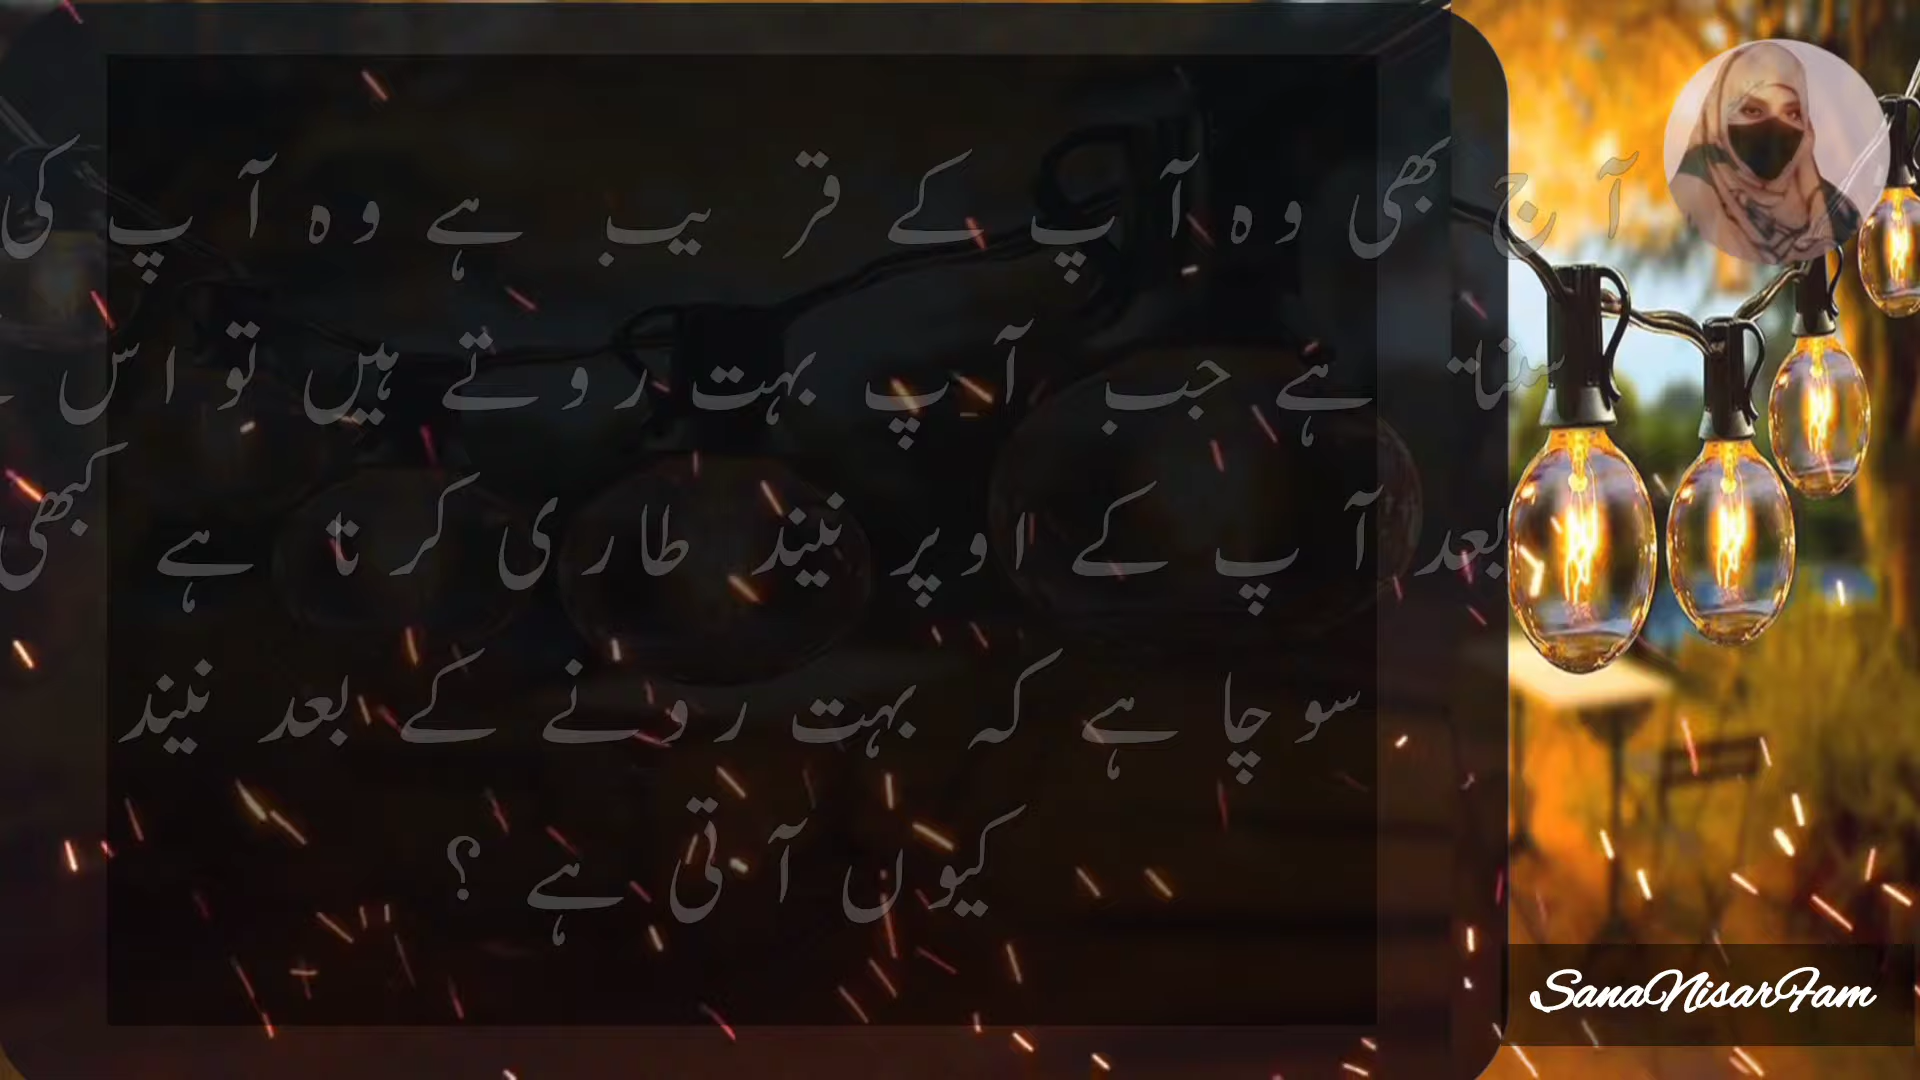 آج بھی وہ آپ کے قریب ہے وہ آپ کی
سنتا ہے جب آپ بہت روتے ہیں تو اس
بعد آپ کے اوپر نیند طاری کرتا ہے کبھی
سوچا ہے کہ بہت رونے کے بعد نیند
کیوں آتی ہے ؟
SanaNisarFam